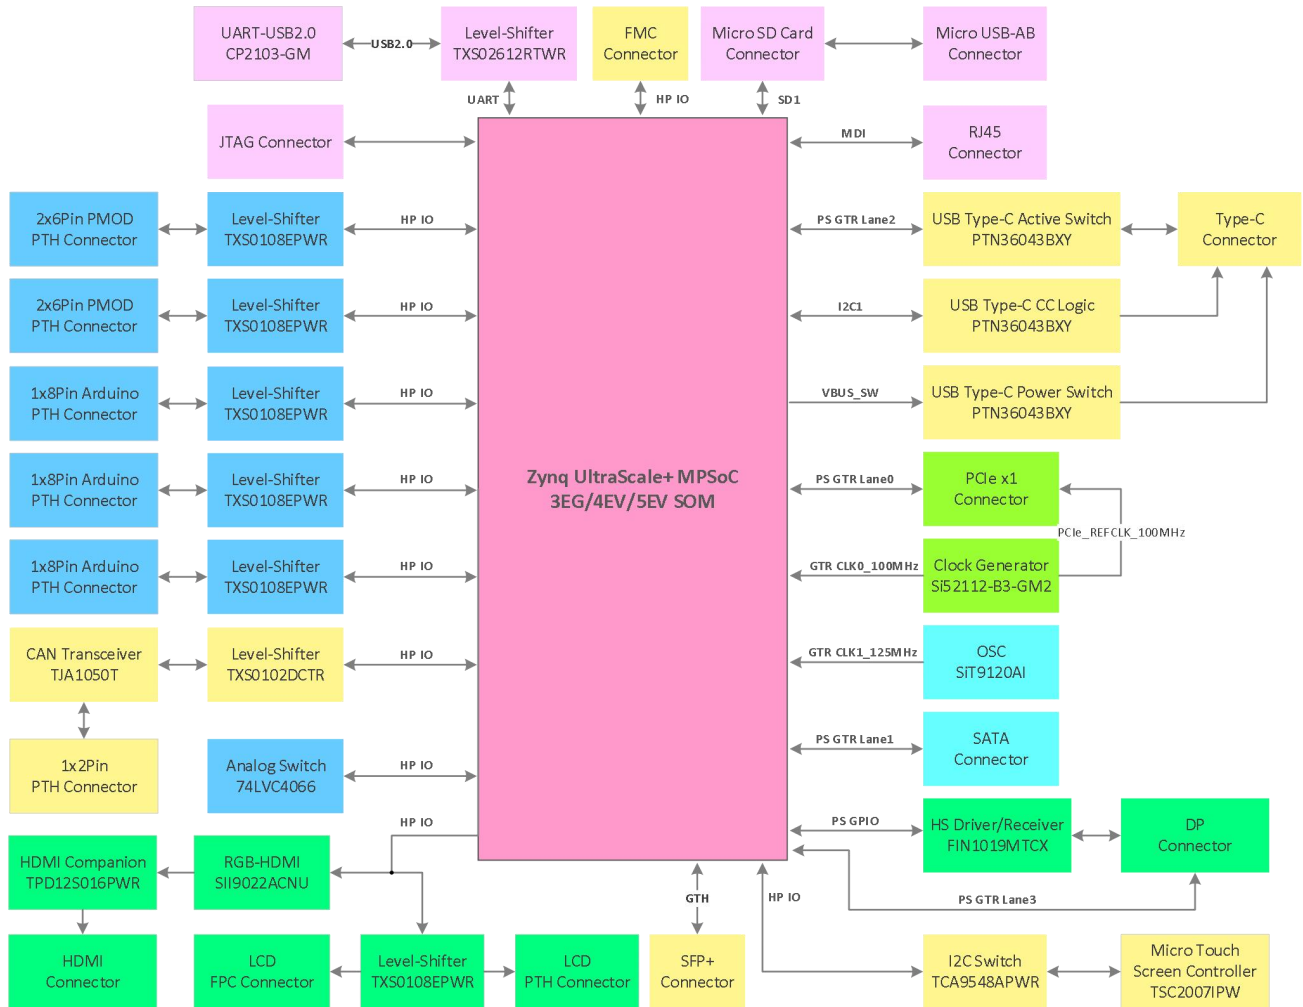 UART-USB2.0
CP2103-GM
USB2.0
Level-Shifter
TXS02612RTWR
FMC
Connector
Micro SD Card
Connector
Micro USB-AB
Connector
UART
HP IO
SD1
JTAG Connector
MDI
RJ45
Connector
2x6Pin PMOD
PTH Connector
Level-Shifter
TXS0108EPWR
HP IO
PS GTR Lane2
USB Type-C Active Switch
PTN36043BXY
Type-C
Connector
2x6Pin PMOD
PTH Connector
Level-Shifter
TXS0108EPWR
HP IO
I2C1
USB Type-C CC Logic
PTN36043BXY
1x8Pin Arduino
PTH Connector
Level-Shifter
TXS0108EPWR
HP IO
VBUS_SW
USB Type-C Power Switch
PTN36043BXY
Zynq UltraScale+ MPSoC
3EG/4EV/5EV SOM
1x8Pin Arduino
PTH Connector
Level-Shifter
TXS0108EPWR
HP IO
PS GTR Lane0
PCIe x1
Connector
PCIe_REFCLK_100MHz
1x8Pin Arduino
PTH Connector
Level-Shifter
TXS0108EPWR
HP IO
GTR CLK0_100MHz
Clock Generator
Si52112-B3-GM2
CAN Transceiver
TJA1050T
Level-Shifter
TXS0102DCTR
HP IO
GTR CLK1_125MHz
OSC
SiT9120AI
1x2Pin
PTH Connector
Analog Switch
74LVC4066
HP IO
PS GTR Lane1
SATA
Connector
HP IO
PS GPIO
HS Driver/Receiver
FIN1019MTCX
DP
Connector
HDMI Companion
TPD12S016PWR
RGB-HDMI
SII9022ACNU
GTH
HP IO
PS GTR Lane3
HDMI
Connector
LCD
FPC Connector
Level-Shifter
TXS0108EPWR
LCD
PTH Connector
SFP+
Connector
I2C Switch
TCA9548APWR
Micro Touch
Screen Controller
TSC2007IPW